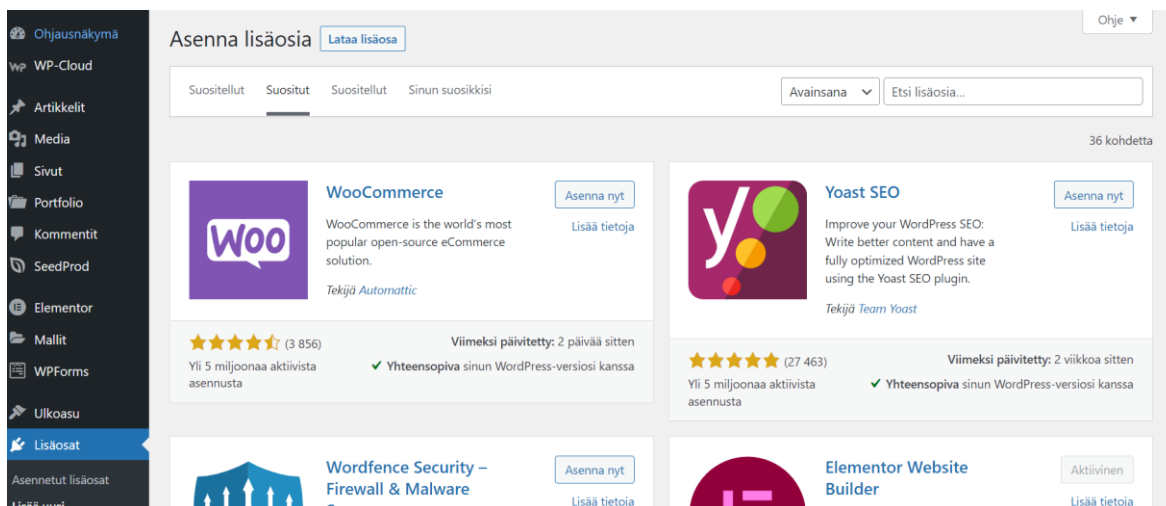 Ohje ▼
Ohjausnäkymä
WP-Cloud
Artikkelit
Media
Sivut
Portfolio
Kommentit
SeedProd
Elementor
Mallit
WPForms
Ulkoasu
Lisäosat
Asennetut lisäosat
Lisää uusi
Asenna lisäosia Lataa lisäosa
Suositellut Suositut Suositellut Sinun suosikkisi Avainsana Etsi lisäosia...
36 kohdetta
WOO
WooCommerce
Asenna nyt
Lisää tietoja
WooCommerce is the world's most
popular open-source eCommerce
solution.
Tekijä Automattic
(3 856)
Yli 5 miljoonaa aktiivista
asennusta
Viimeksi päivitetty: 2 päivää sitten
✔ Yhteensopiva sinun WordPress-versiosi kanssa
y
Yoast SEO
Asenna nyt
Lisää tietoja
Improve your WordPress SEO:
Write better content and have a
fully optimized WordPress site
using the Yoast SEO plugin.
Tekijä Team Yoast
(27 463)
Yli 5 miljoonaa aktiivista
asennusta
Viimeksi päivitetty: 2 viikkoa sitten
✔ Yhteensopiva sinun WordPress-versiosi kanssa
Wordfence Security –
Firewall & Malware
Asenna nyt
Lisää tietoja
Elementor Website
Builder
Aktiivinen
Lisää tietoja